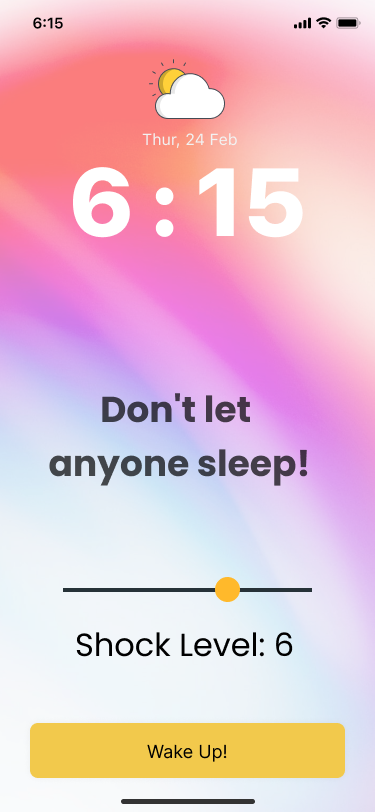 6:15
Thur, 24 Feb
6:15
Don't let
anyone sleep!
Shock Level: 6
Wake Up!